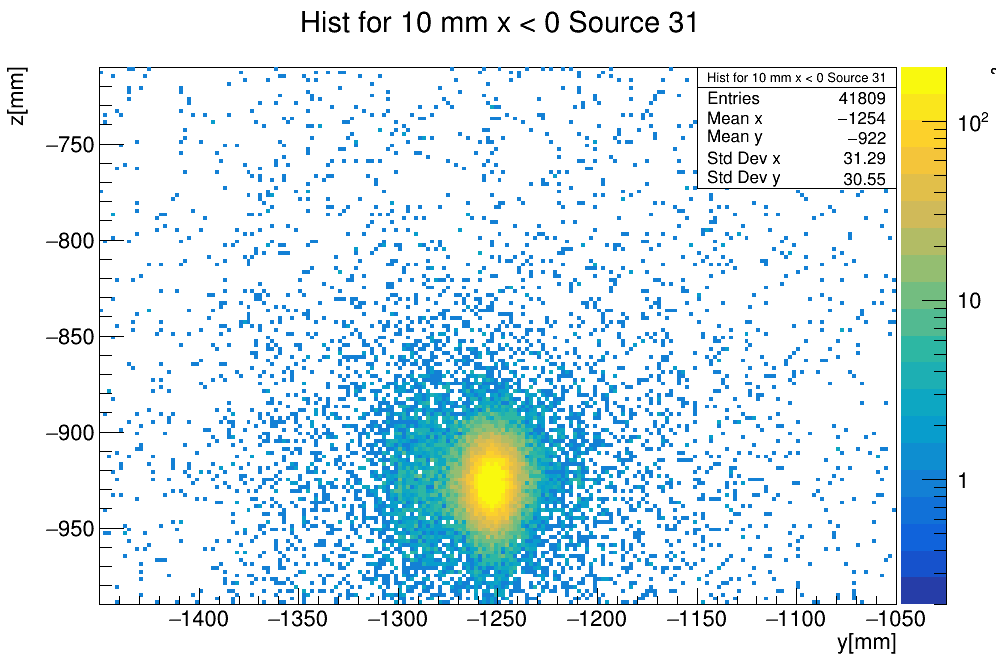 Hist for 10 mm x < 0 Source 31
z[mm]
Hist for 10 mm x < 0 Source 31
Entries 41809
Mean x −1254
Mean y −922
Std Dev x 31.29
Std Dev y 30.55
−750
−800
−850
−900
−950
10²
10
1
−1400 −1350 −1300 −1250 −1200 −1150 −1100 −1050
y[mm]